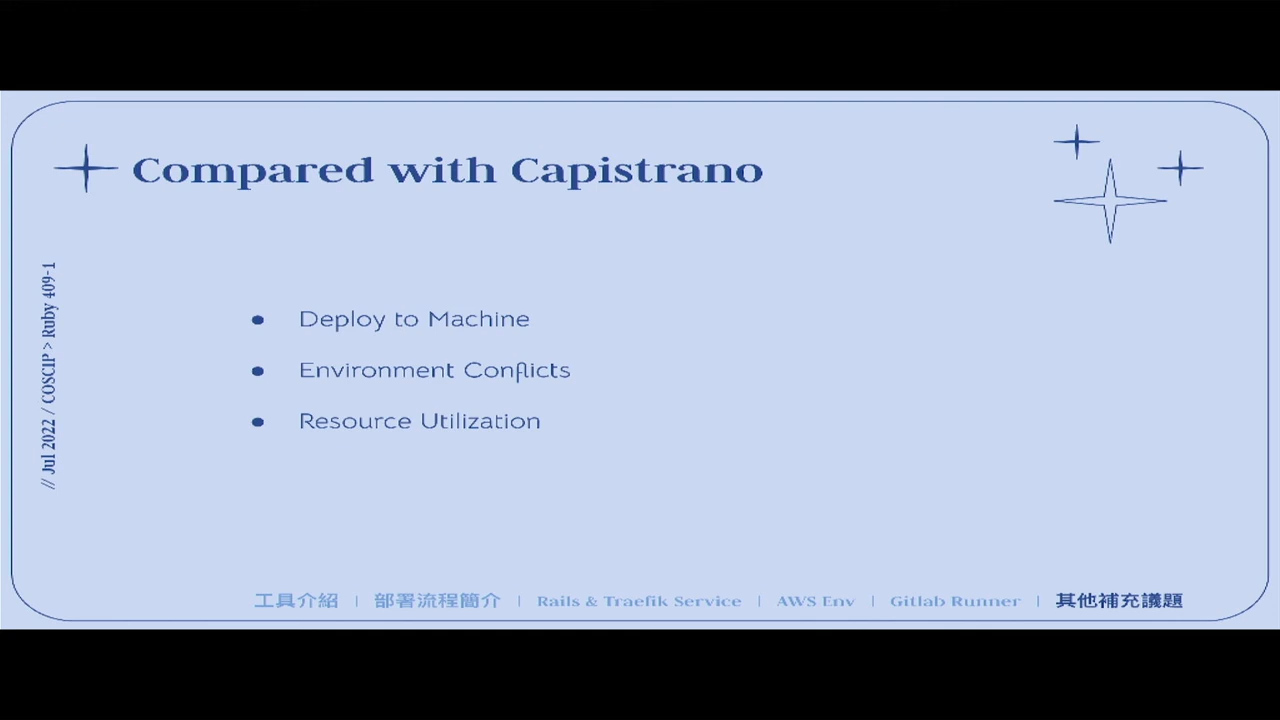 Compared with Capistrano
// Jul 2022 / COSCIP > Ruby 409-1
• Deploy to Machine
• Environment Conflicts
• Resource Utilization
工具介紹 | 部署流程簡介 | Rails & Traefik Service | AWS Env | Gitlab Runner | 其他補充議題